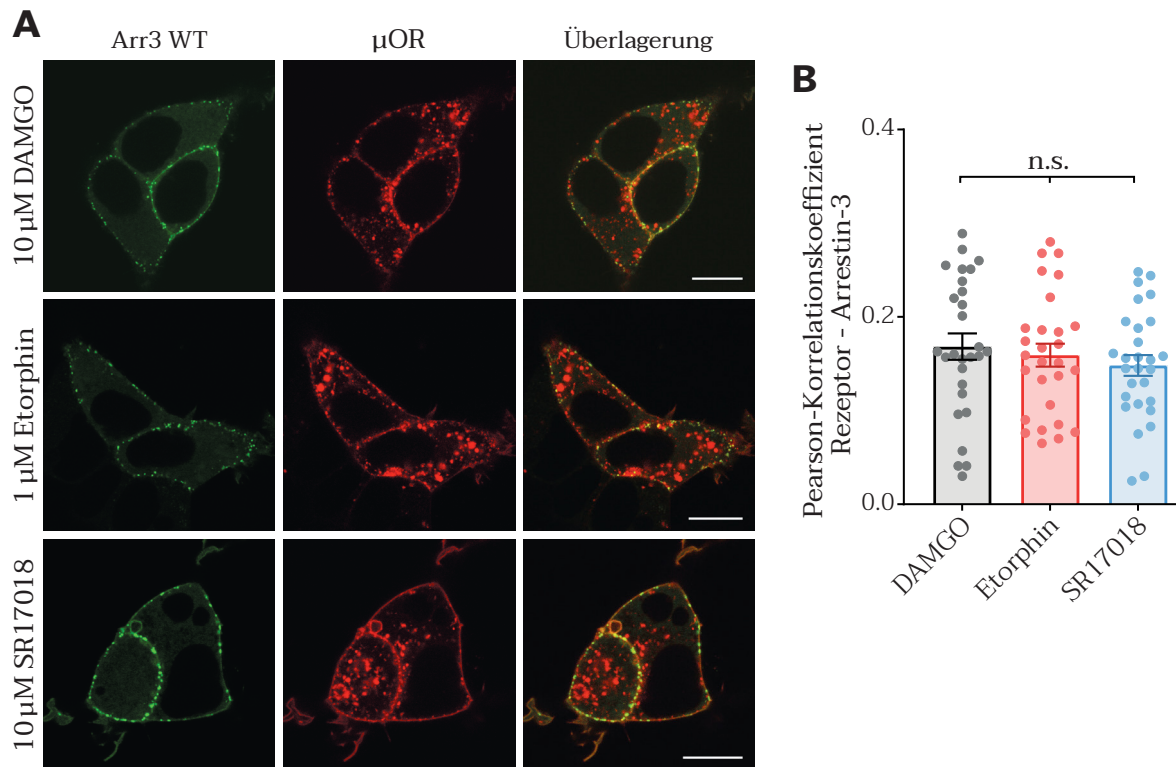 A
Arr3 WT
µOR
Überlagerung
10 µM DAMGO
1 µM Etorphin
10 µM SR17018
B
Pearson-Korrelationskoeffizient
Rezeptor - Arrestin-3
0.4
0.2
0.0
n.s.
DAMGO
Etorphin
SR17018